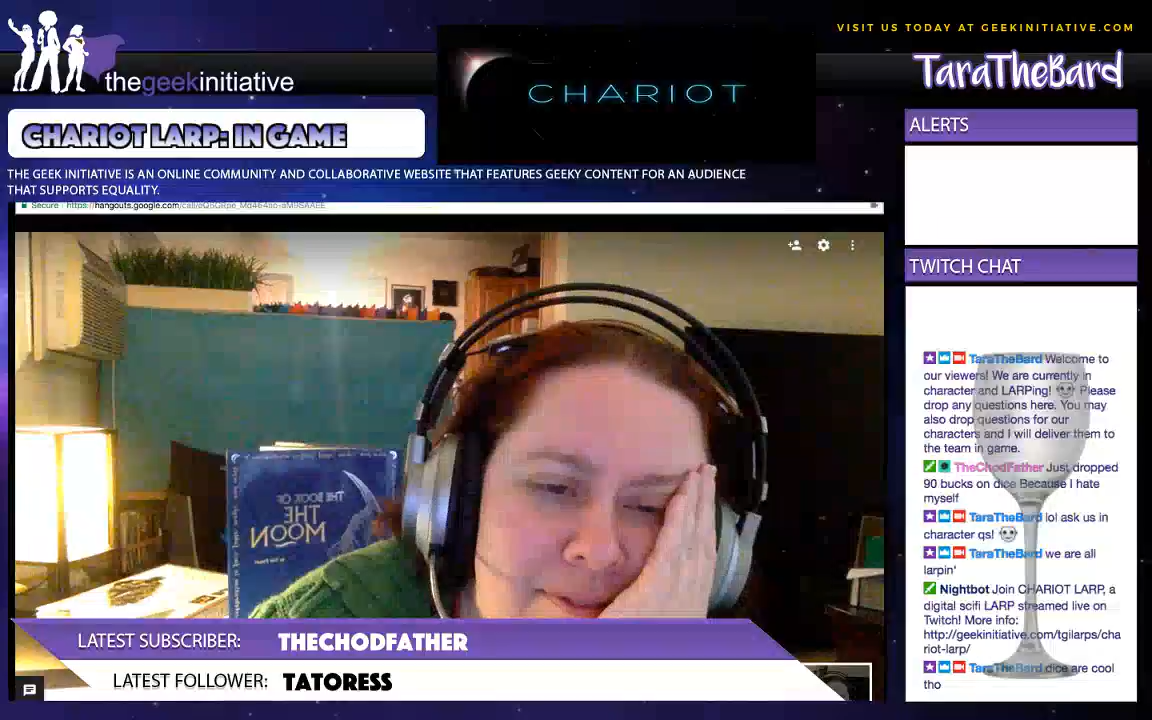 VISIT US TODAY AT GEEKINITIATIVE.COM
thegeekinitiative
CHARIOT
TaraTheBard
CHARIOT LARP: IN GAME
THE GEEK INITIATIVE IS AN ONLINE COMMUNITY AND COLLABORATIVE WEBSITE THAT FEATURES GEEKY CONTENT FOR AN AUDIENCE
THAT SUPPORTS EQUALITY.
Secure
https://hangouts.google.com/call/
THE BOOK OF
THE
MOON
LATEST SUBSCRIBER: THECHODFATHER
LATEST FOLLOWER: TATORESS
ALERTS
TWITCH CHAT
TaraTheBard Welcome to
our viewers! We are currently in
character and LARPing! Please
drop any questions here. You may
also drop questions for our
characters and I will deliver them to
the team in game.
TheChodFather Just dropped
90 bucks on dice Because I hate
myself
TaraTheBard lol ask us in
character qs!
TaraTheBard we are all
larpin'
Nightbot Join CHARIOT LARP, a
digital scifi LARP streamed live on
Twitch! More info:
http://geekinitiative.com/tgilarps/cha
riot-larp/
TaraTheBard dice are cool
tho